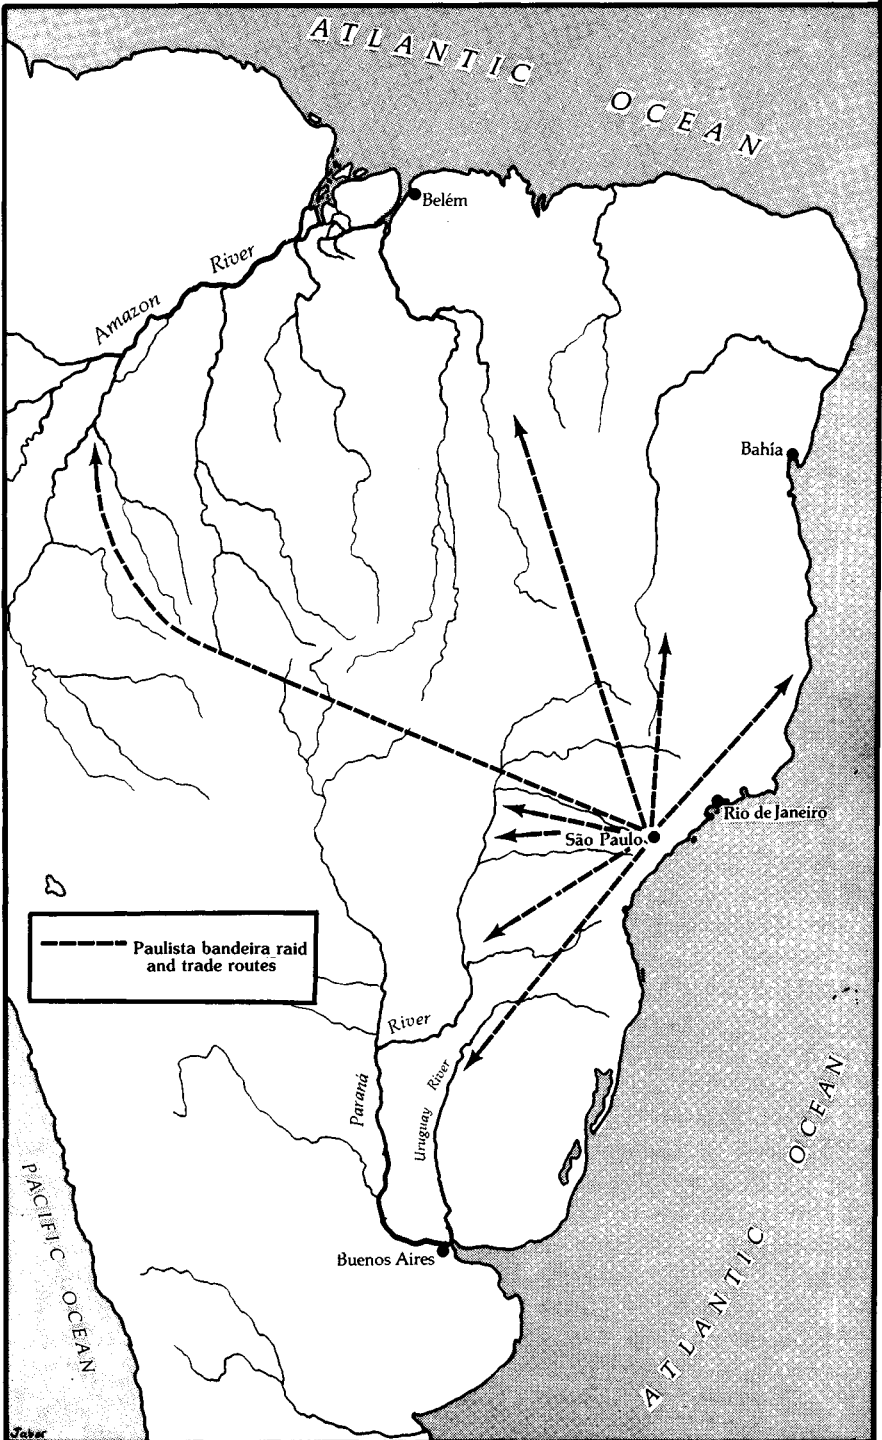 ATLANTIC
OCEAN
Belém
Amazon River
Bahía
Rio de Janeiro
São Paulo
Paulista bandeira raid
and trade routes
River
Paraná
Uruguay River
OCEAN
ATLANTIC
PACIFIC OCEAN
Buenos Aires
Jaber